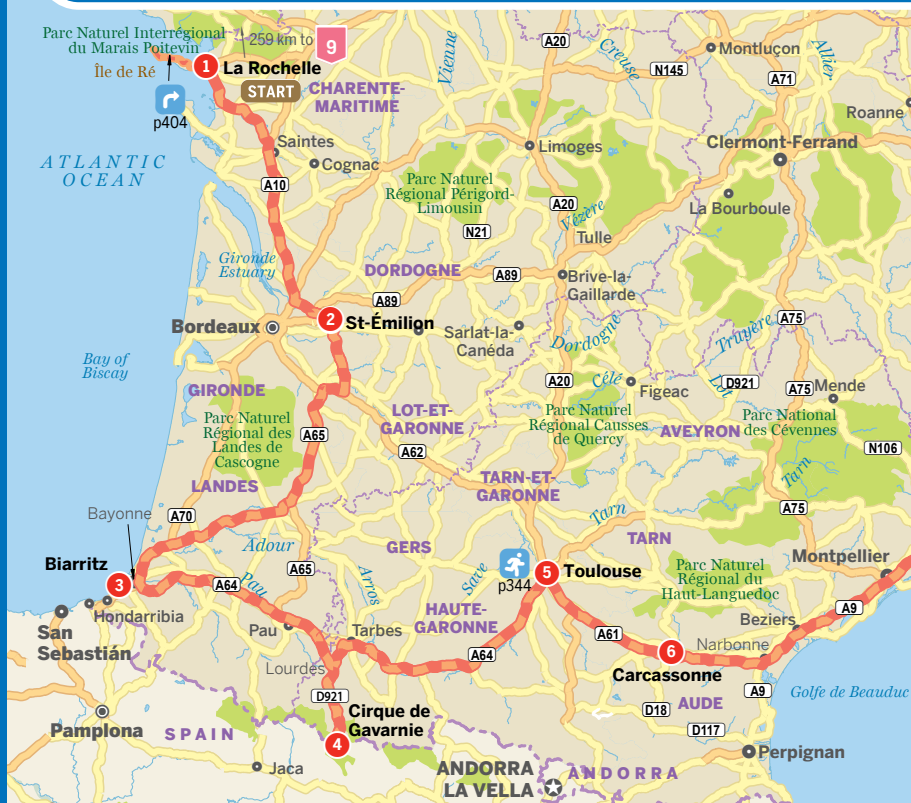 Parc Naturel Interrégional
du Marais Poitevin
259 km to
9
Île de Ré
1
La Rochelle
START
p404
CHARENTE-
MARITIME
Vienne
A20
Creuse
N145
Montluçon
Allier
A71
Roanne
ATLANTIC
OCEAN
Saintes
Cognac
A10
Limoges
Clermont-Ferrand
Parc Naturel
Régional Périgord-
Limousin
A20
Vézère
La Bourboule
N21
Tulle
Gironde
Estuary
DORDOGNE
A89
Brive-la-
Gaillarde
A89
Bordeaux
2
St-Émilion
Sarlat-la-
Canéda
Dordogne
Truyère
A75
Bay of
Biscay
GIRONDE
A20
Célé
Figeac
Lot
D921
A75
Mende
Parc Naturel
Régional des
Landes de
Cascogne
A65
LOT-ET-
GARONNE
A62
Parc Naturel
Régional Causses
de Quercy
AVEYRON
Parc National
des Cévennes
N106
LANDES
TARN-ET-
GARONNE
Tarn
A75
Bayonne
A70
Adour
Tarn
TARN
GERS
Biarritz
3
A64
Pau
A65
Arros
Save
p344
5
Toulouse
Parc Naturel
Régional du
Haut-Languedoc
Montpellier
Hondarribia
San
Sebastián
HAUTE-
GARONNE
A9
Beziers
Pau
Tarbes
A64
A61
6
Narbonne
Carcassonne
Lourdes
D921
A9
Golfe de Beauduc
D18
AUDE
D117
Cirque de
Gavarnie
4
Pamplona
SPAIN
Perpignan
Jaca
ANDORRA
LA VELLA
ANDORRA